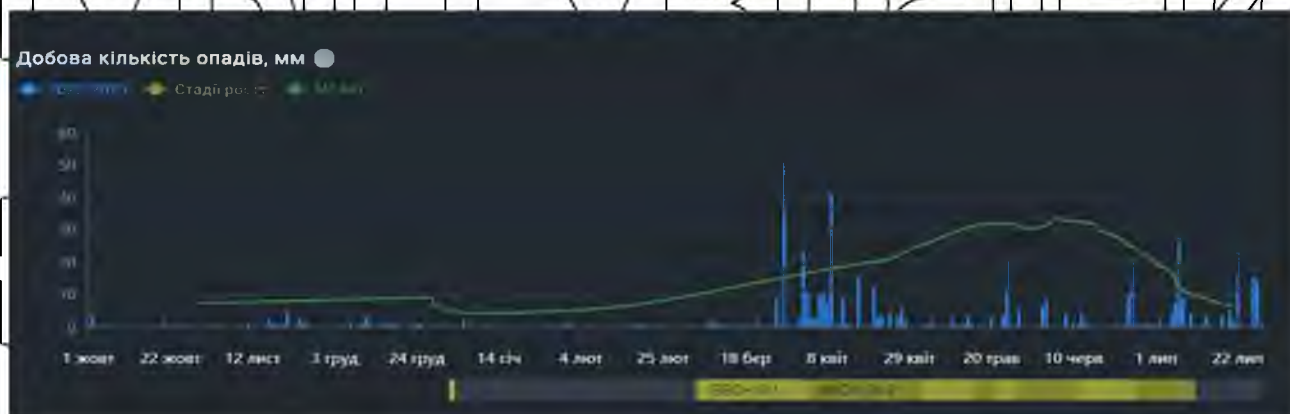 Добова кількість опадів, мм
Стадії росту
60
50
40
30
20
10
0
1 жовт 22 жовт 12 лист 3 груд 24 груд 14 січ 4 лют 25 лют 18 бер 8 квіт 29 квіт 20 трав 10 черв 1 лип 22 лип